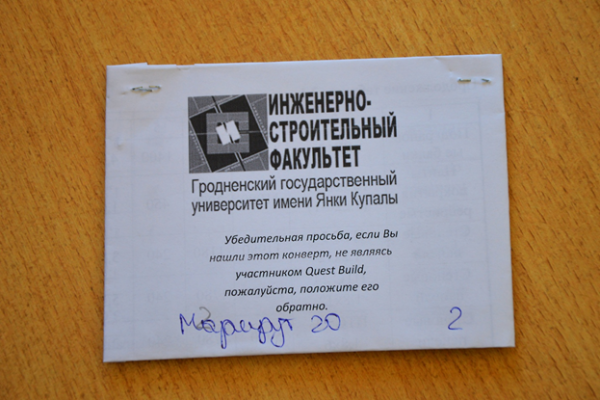 ИНЖЕНЕРНО-
СТРОИТЕЛЬНЫЙ
ФАКУЛЬТЕТ
Гродненский государственный
университет имени Янки Купалы
Убедительная просьба, если Вы
нашли этот конверт, не являясь
участником Quest Build,
пожалуйста, положите его
обратно.
Маршрут 20 2